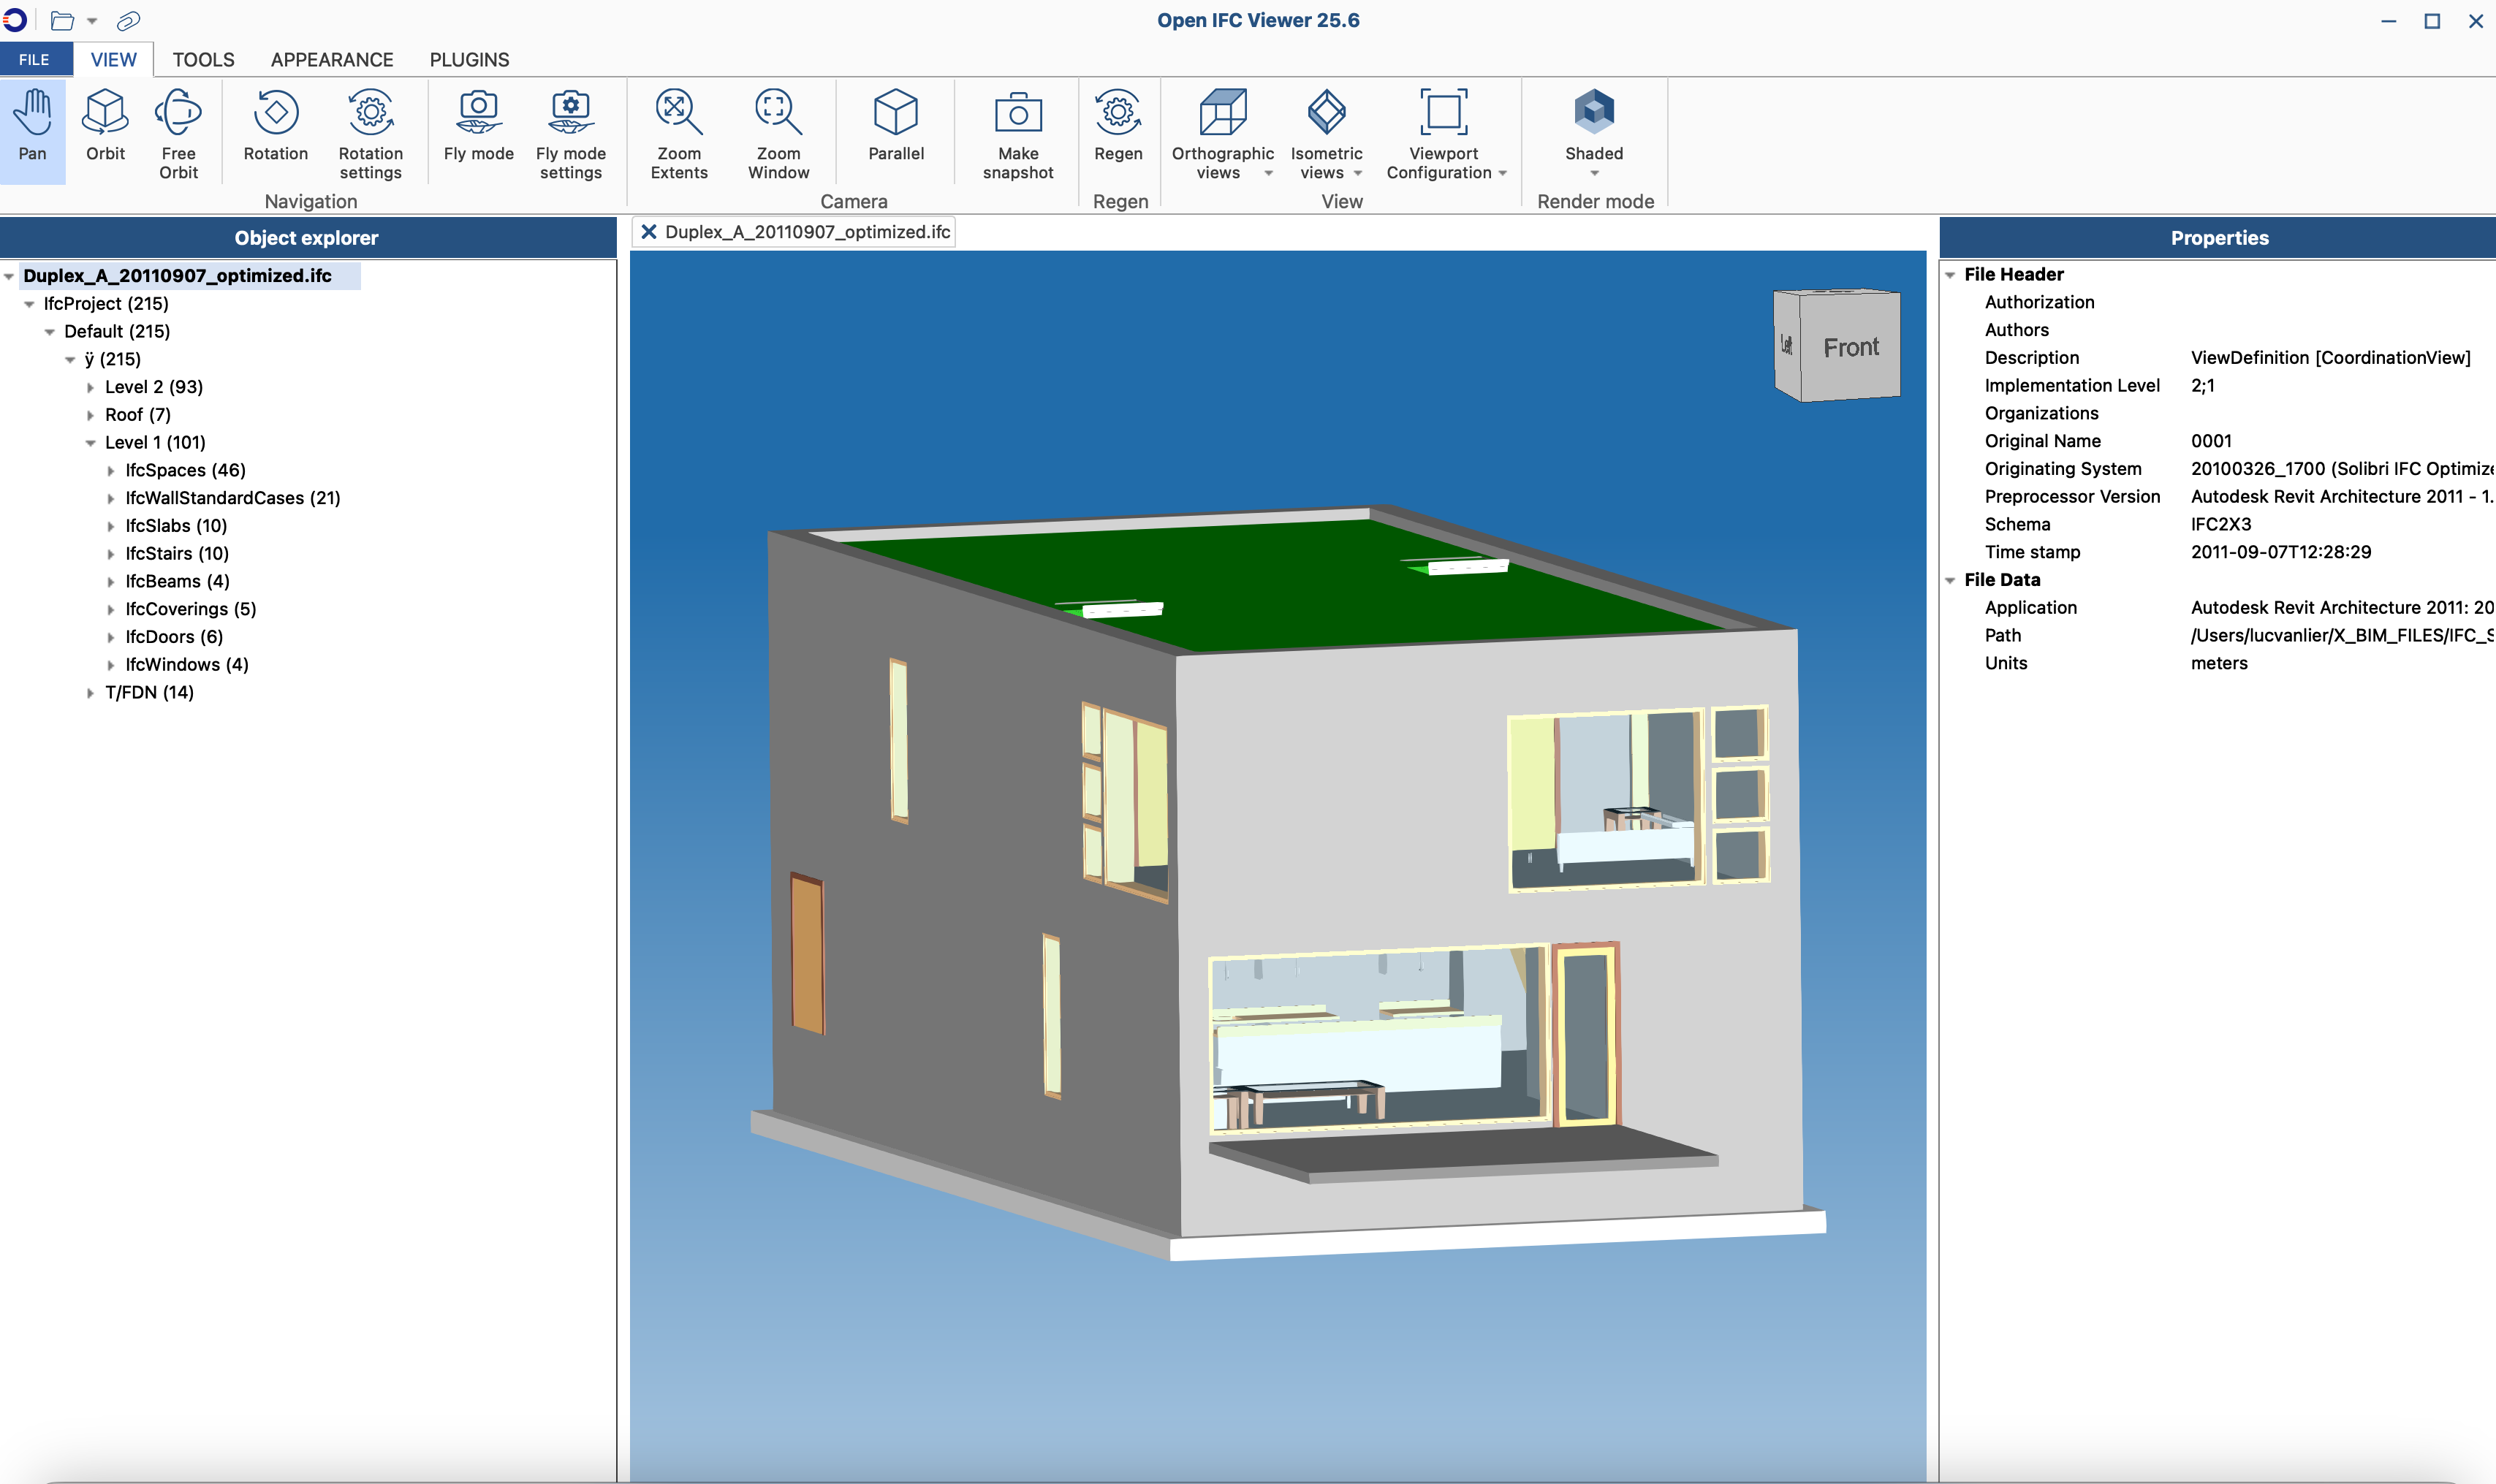 Open IFC Viewer 25.6
FILE VIEW TOOLS APPEARANCE PLUGINS
Pan
Orbit
Free
Orbit
Rotation
Rotation
settings
Fly mode
Fly mode
settings
Zoom
Extents
Zoom
Window
Parallel
Make
snapshot
Regen
Orthographic
views
Isometric
views
Viewport
Configuration
Shaded
Navigation
Camera
Regen
View
Render mode
Object explorer
Duplex_A_20110907_optimized.ifc
IfcProject (215)
Default (215)
ÿ (215)
Level 2 (93)
Roof (7)
Level 1 (101)
IfcSpaces (46)
IfcWallStandardCases (21)
IfcSlabs (10)
IfcStairs (10)
IfcBeams (4)
IfcCoverings (5)
IfcDoors (6)
IfcWindows (4)
T/FDN (14)
Duplex_A_20110907_optimized.ifc
Left
Front
Properties
File Header
Authorization
Authors
Description ViewDefinition [CoordinationView]
Implementation Level 2;1
Organizations
Original Name 0001
Originating System 20100326_1700 (Solibri IFC Optimize
Preprocessor Version Autodesk Revit Architecture 2011 - 1.
Schema IFC2X3
Time stamp 2011-09-07T12:28:29
File Data
Application Autodesk Revit Architecture 2011: 20
Path /Users/lucvanlier/X_BIM_FILES/IFC_S
Units meters